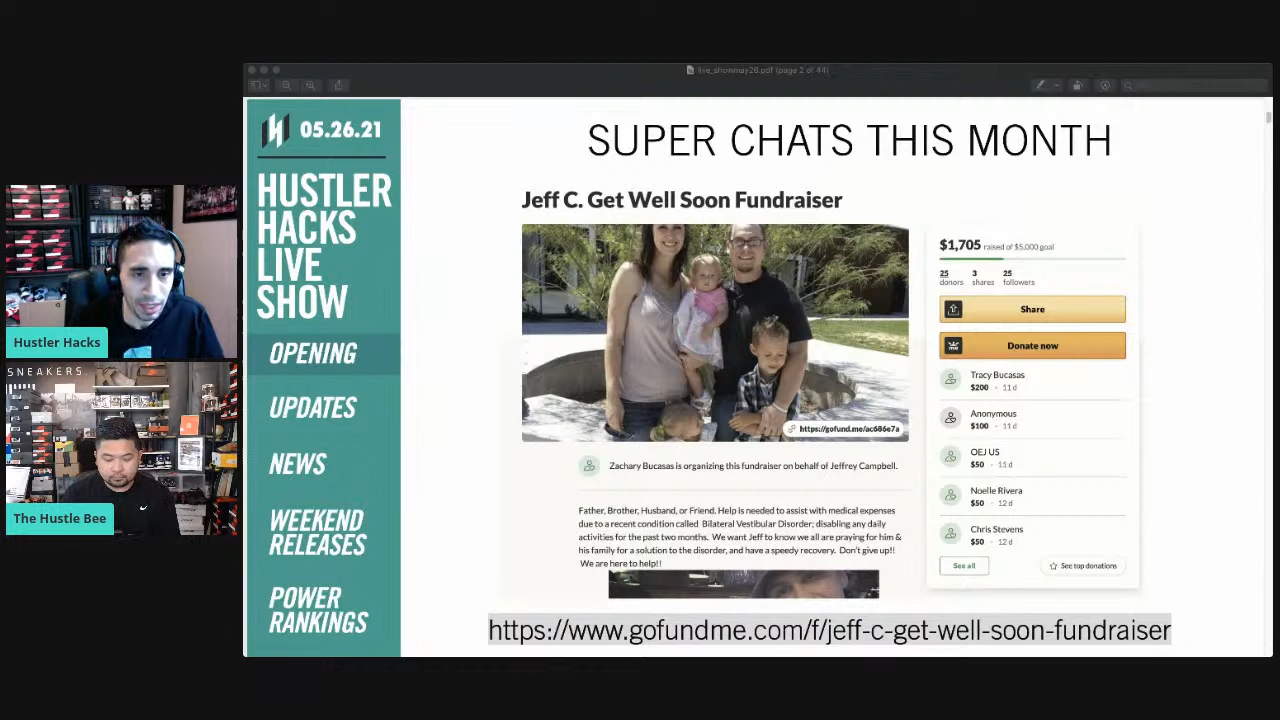 live_showmay26.pdf (page 2 of 44)
05.26.21
HUSTLER
HACKS
LIVE
SHOW
OPENING
UPDATES
NEWS
WEEKEND
RELEASES
POWER
RANKINGS
Hustler Hacks
SNEAKERS
The Hustle Bee
SUPER CHATS THIS MONTH
Jeff C. Get Well Soon Fundraiser
https://gofund.me/ac686e7a
Zachary Bucasas is organizing this fundraiser on behalf of Jeffrey Campbell.
Father, Brother, Husband, or Friend. Help is needed to assist with medical expenses
due to a recent condition called Bilateral Vestibular Disorder; disabling any daily
activities for the past two months. We want Jeff to know we all are praying for him &
his family for a solution to the disorder, and have a speedy recovery. Don't give up!!
We are here to help!!
$1,705 raised of $5,000 goal
25 3 25
donors shares followers
Share
Donate now
Tracy Bucasas
$200 · 11 d
Anonymous
$100 · 11 d
OEJ US
$50 · 11 d
Noelle Rivera
$50 · 12 d
Chris Stevens
$50 · 12 d
See all
See top donations
https://www.gofundme.com/f/jeff-c-get-well-soon-fundraiser